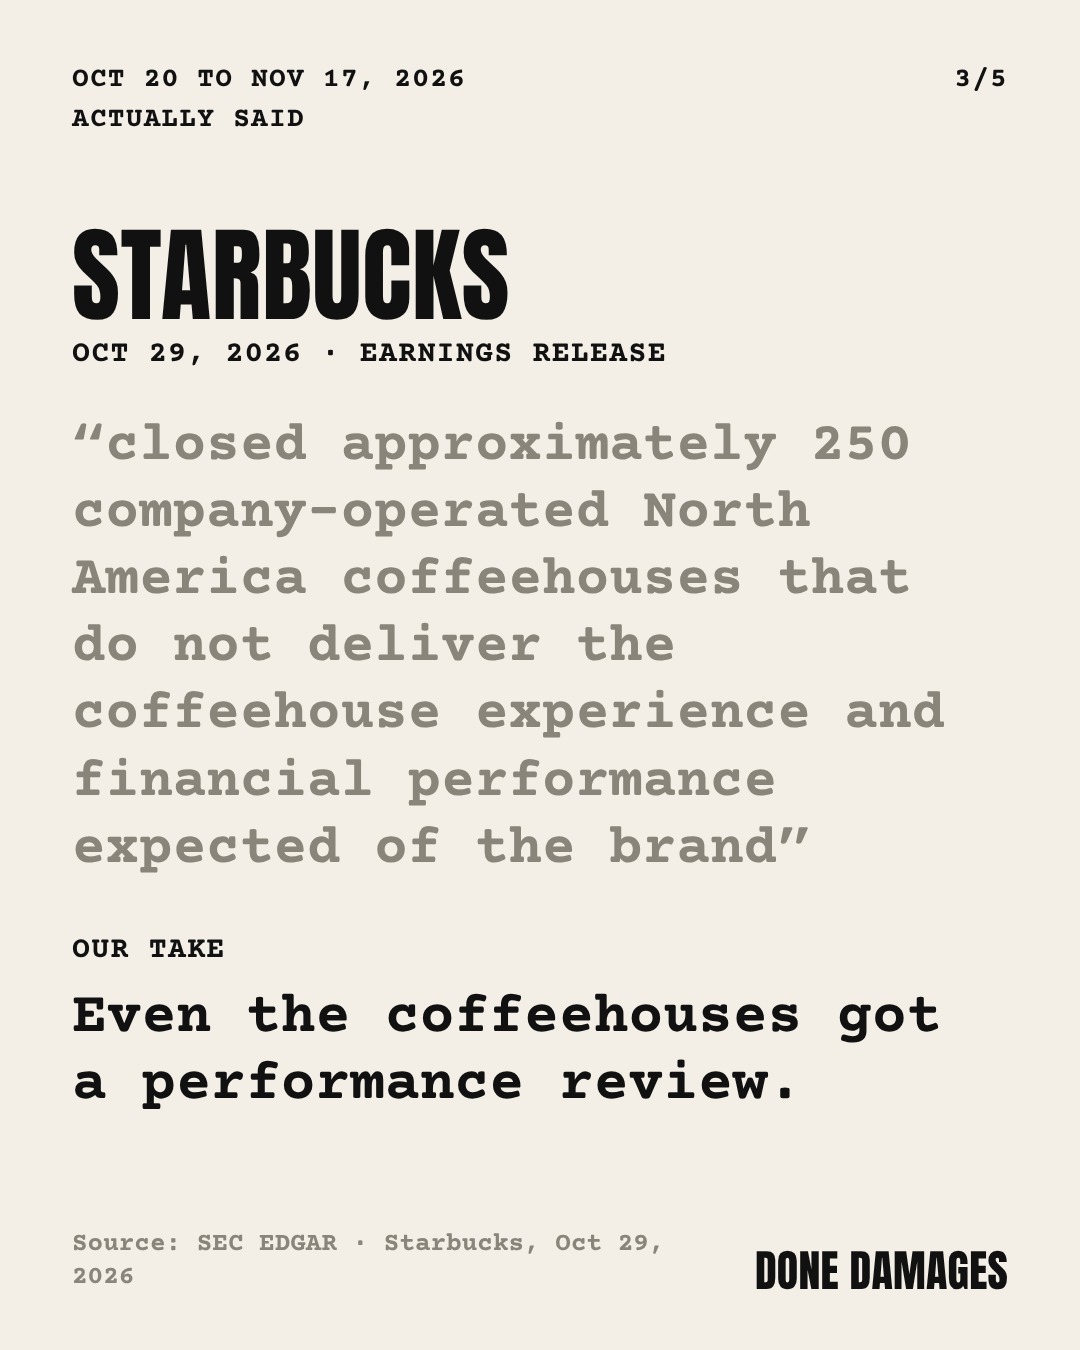 OCT 20 TO NOV 17, 2026
3/5
ACTUALLY SAID
STARBUCKS
OCT 29, 2026 · EARNINGS RELEASE
“closed approximately 250
company-operated North
America coffeehouses that
do not deliver the
coffeehouse experience and
financial performance
expected of the brand”
OUR TAKE
Even the coffeehouses got
a performance review.
Source: SEC EDGAR · Starbucks, Oct 29,
2026
DONE DAMAGES